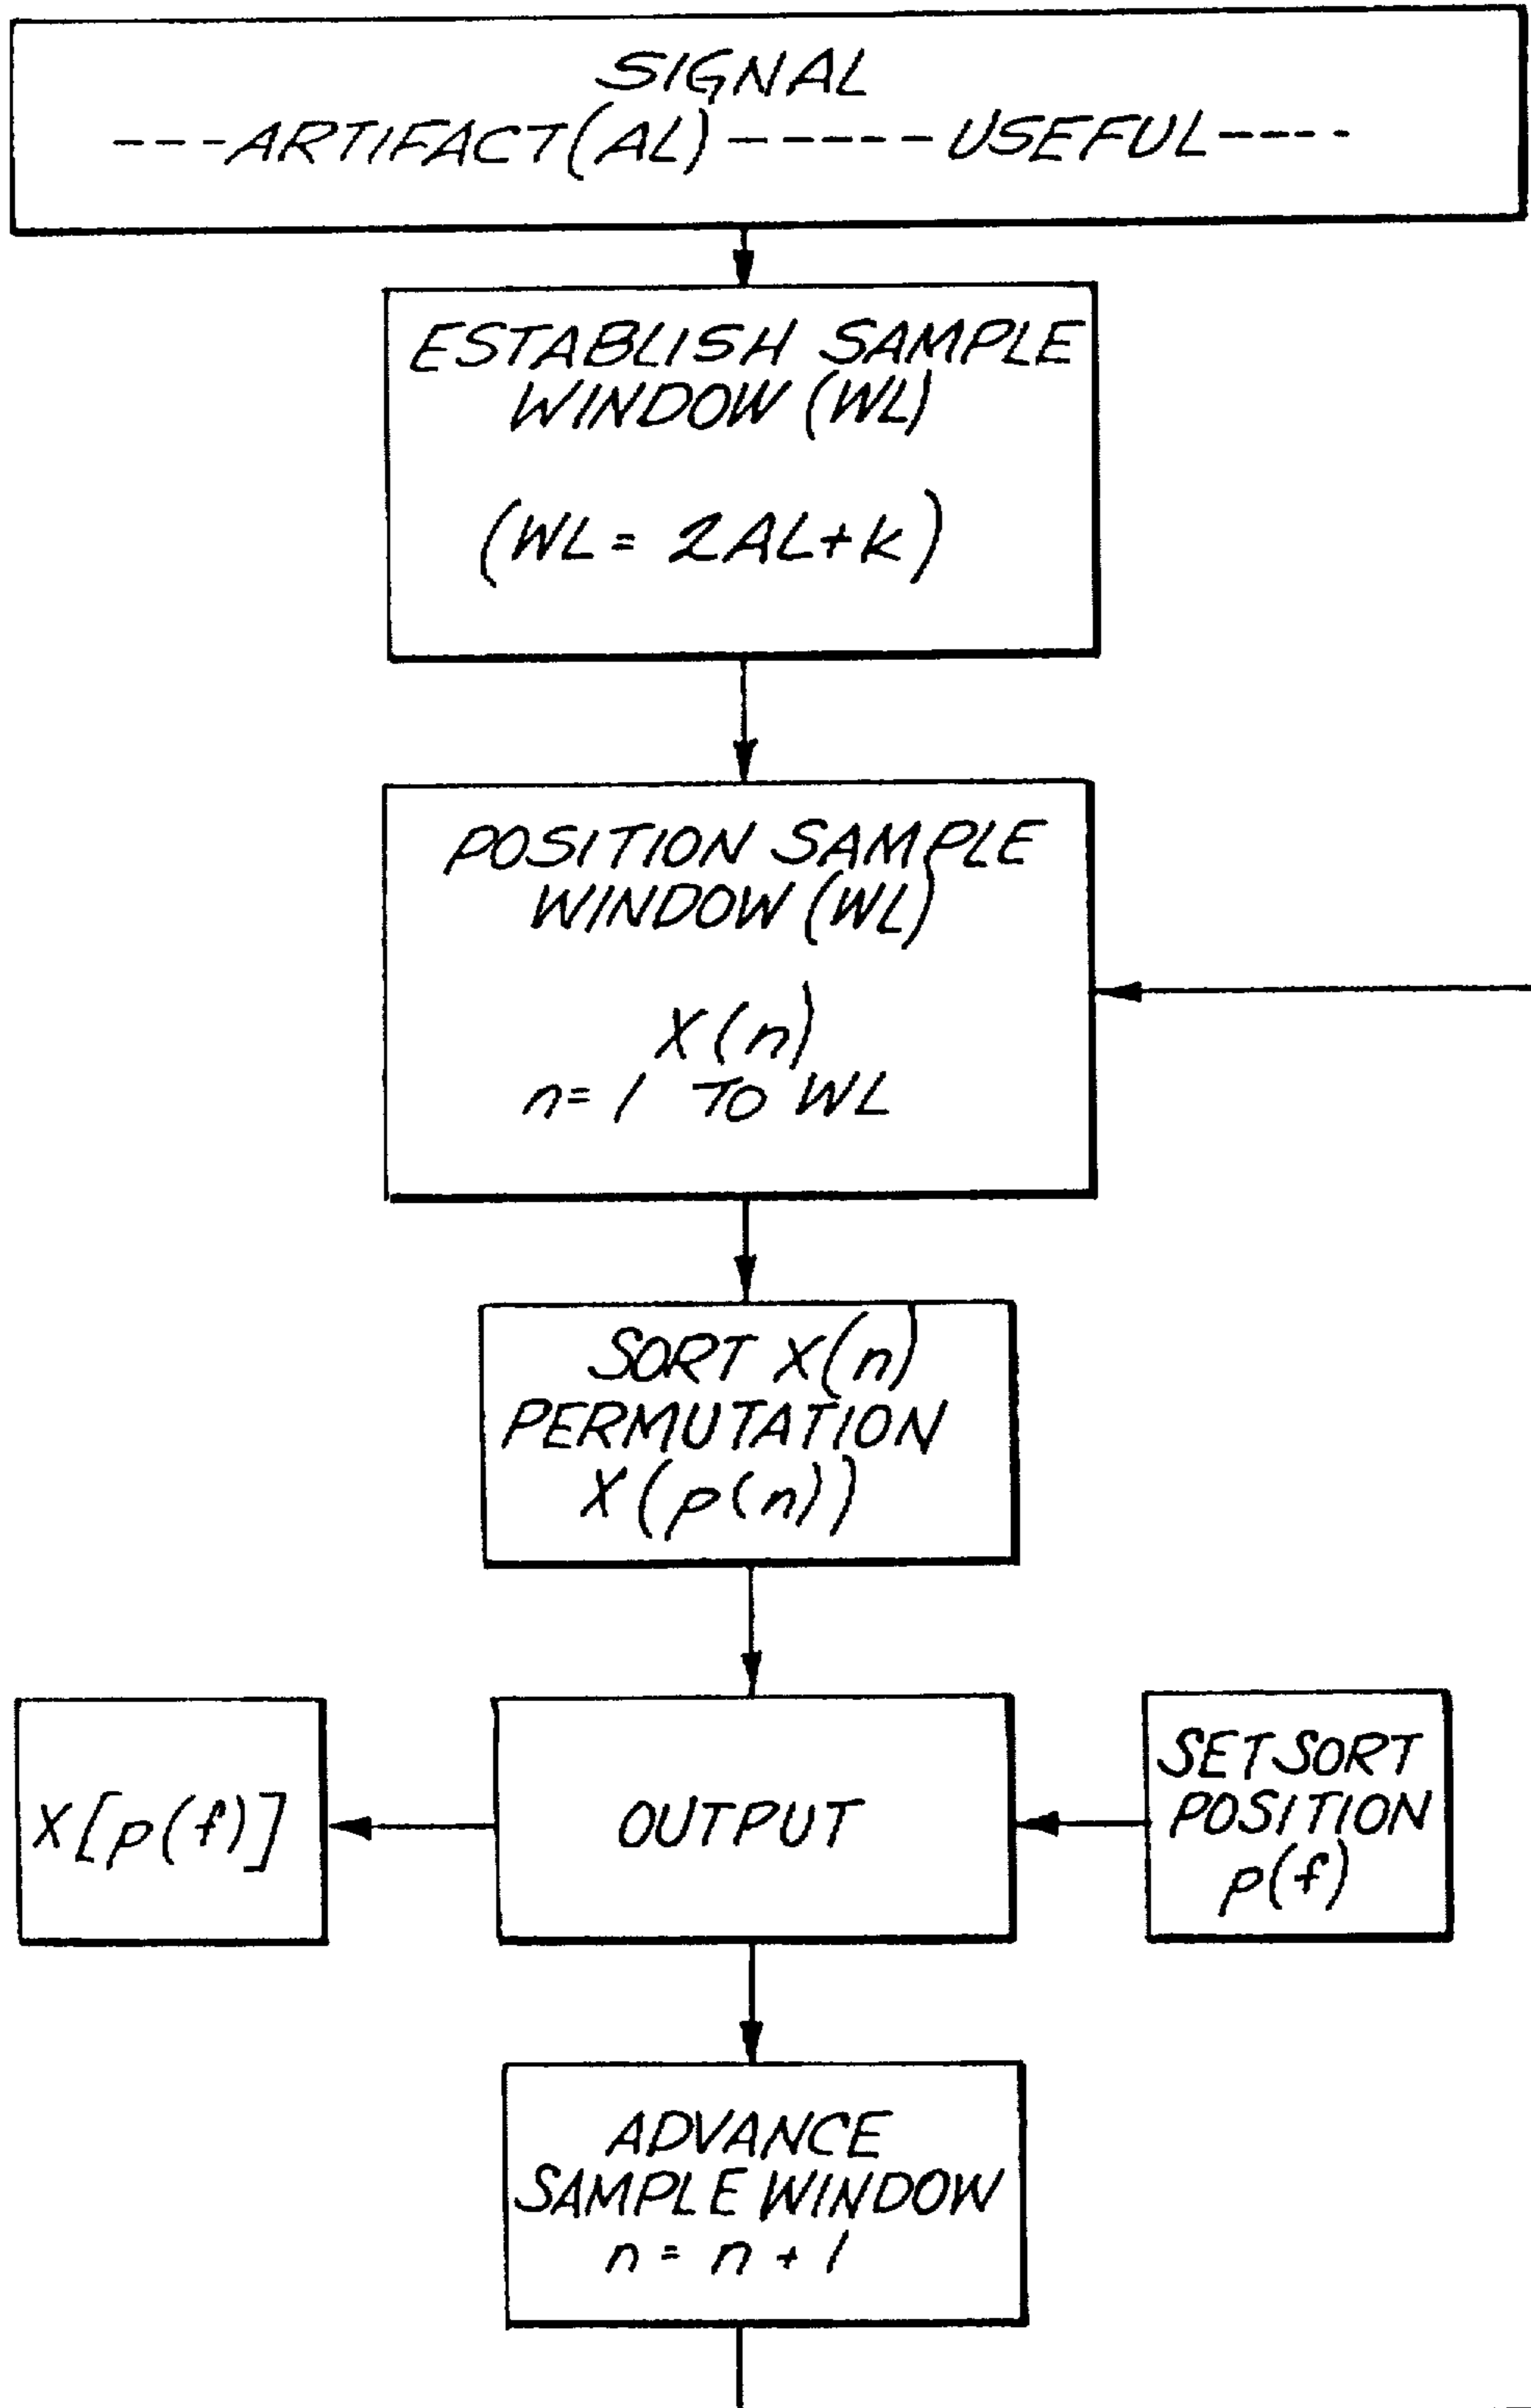 SIGNAL
---ARTIFACT(AL)------USEFUL----
ESTABLISH SAMPLE
WINDOW (WL)
(WL = 2AL+k)
POSITION SAMPLE
WINDOW (WL)
X(n)
n=1 TO WL
SORT X(n)
PERMUTATION
X(p(n))
X[p(f)]
OUTPUT
SET SORT
POSITION
p(f)
ADVANCE
SAMPLE WINDOW
n = n + 1